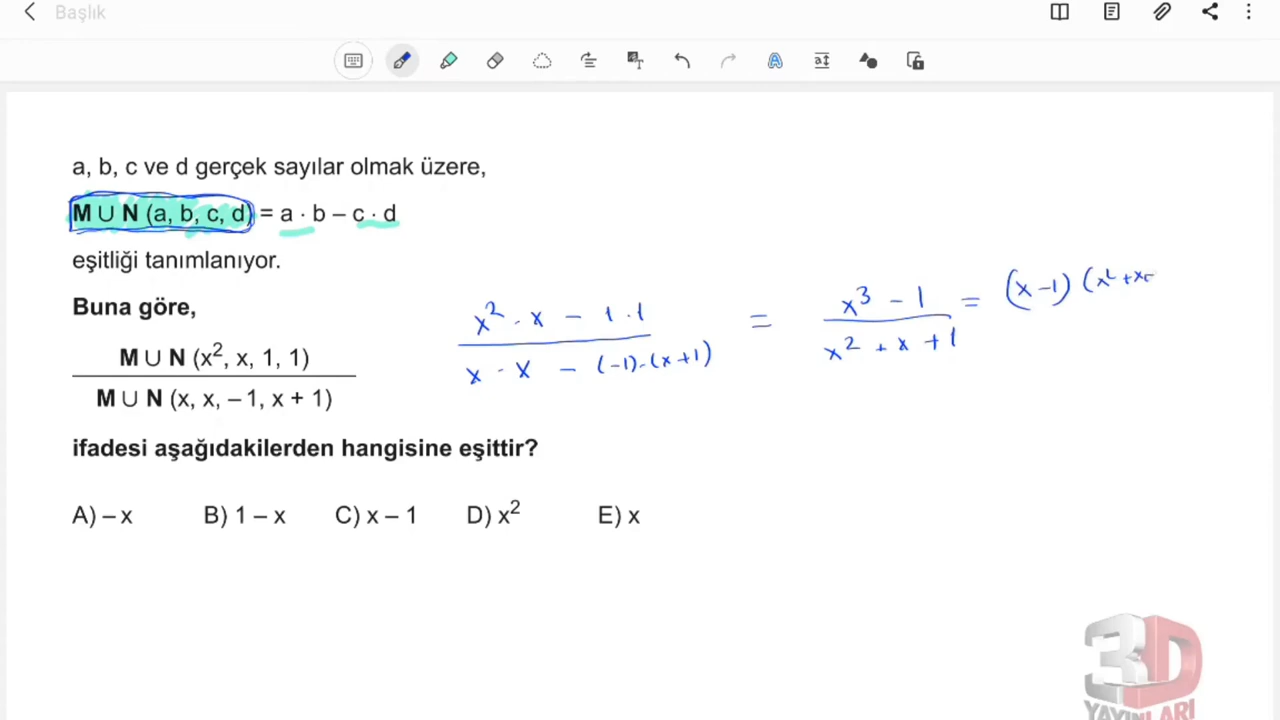 Başlık
a, b, c ve d gerçek sayılar olmak üzere,
M ∪ N (a, b, c, d) = a · b – c · d
eşitliği tanımlanıyor.
Buna göre,
M ∪ N (x², x, 1, 1)
M ∪ N (x, x, – 1, x + 1)
x² · x – 1 · 1
x · x – (-1) · (x + 1)
=
x³ – 1
x² + x + 1
= (x – 1) (x² + x
ifadesi aşağıdakilerden hangisine eşittir?
A) – x B) 1 – x C) x – 1 D) x² E) x
3D
YAYINLARI